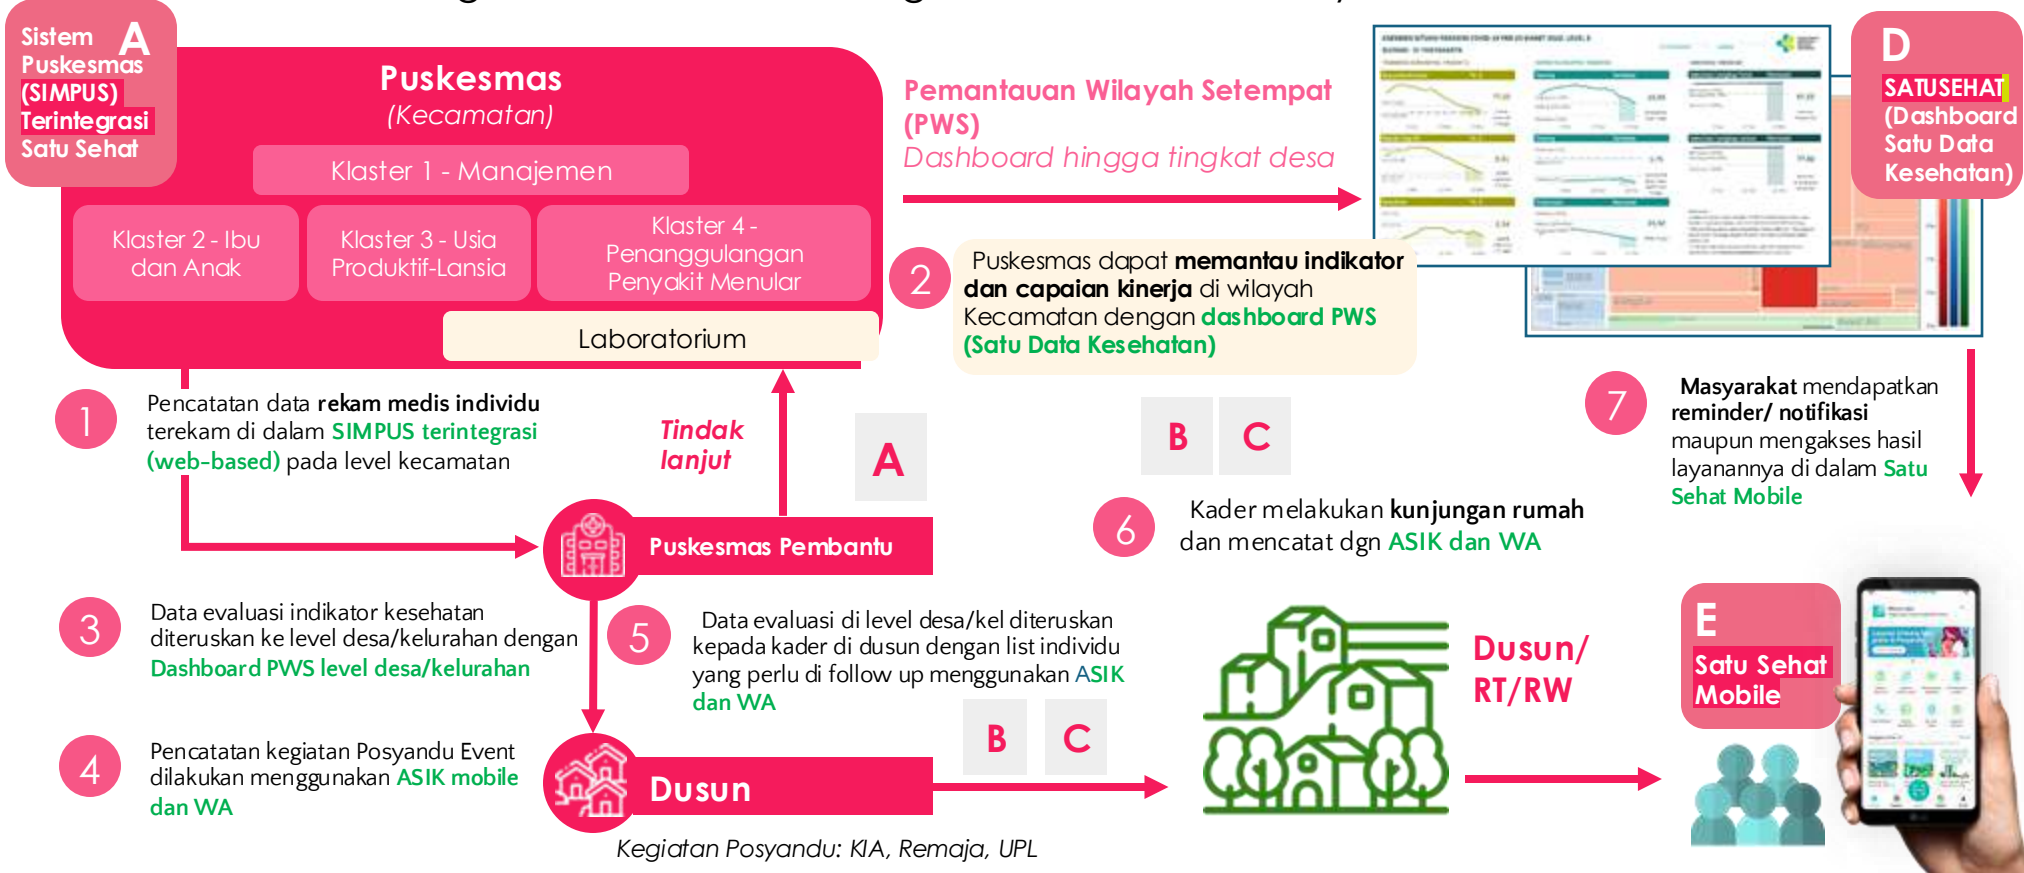 Sistem
Puskesmas
(SIMPUS)
Terintegrasi
Satu Sehat
A
Puskesmas
(Kecamatan)
Klaster 1 - Manajemen
Klaster 2 - Ibu
dan Anak
Klaster 3 - Usia
Produktif-Lansia
Klaster 4 -
Penanggulangan
Penyakit Menular
Laboratorium
Pemantauan Wilayah Setempat
(PWS)
Dashboard hingga tingkat desa
D
SATUSEHAT
(Dashboard
Satu Data
Kesehatan)
2
Puskesmas dapat memantau indikator
dan capaian kinerja di wilayah
Kecamatan dengan dashboard PWS
(Satu Data Kesehatan)
1
Pencatatan data rekam medis individu
terekam di dalam SIMPUS terintegrasi
(web-based) pada level kecamatan
Tindak
lanjut
A
B
C
7
Masyarakat mendapatkan
reminder/ notifikasi
maupun mengakses hasil
layanannya di dalam Satu
Sehat Mobile
Puskesmas Pembantu
6
Kader melakukan kunjungan rumah
dan mencatat dgn ASIK dan WA
3
Data evaluasi indikator kesehatan
diteruskan ke level desa/kelurahan dengan
Dashboard PWS level desa/kelurahan
5
Data evaluasi di level desa/kel diteruskan
kepada kader di dusun dengan list individu
yang perlu di follow up menggunakan ASIK
dan WA
B
C
4
Pencatatan kegiatan Posyandu Event
dilakukan menggunakan ASIK mobile
dan WA
Dusun
Kegiatan Posyandu: KIA, Remaja, UPL
Dusun/
RT/RW
E
Satu Sehat
Mobile